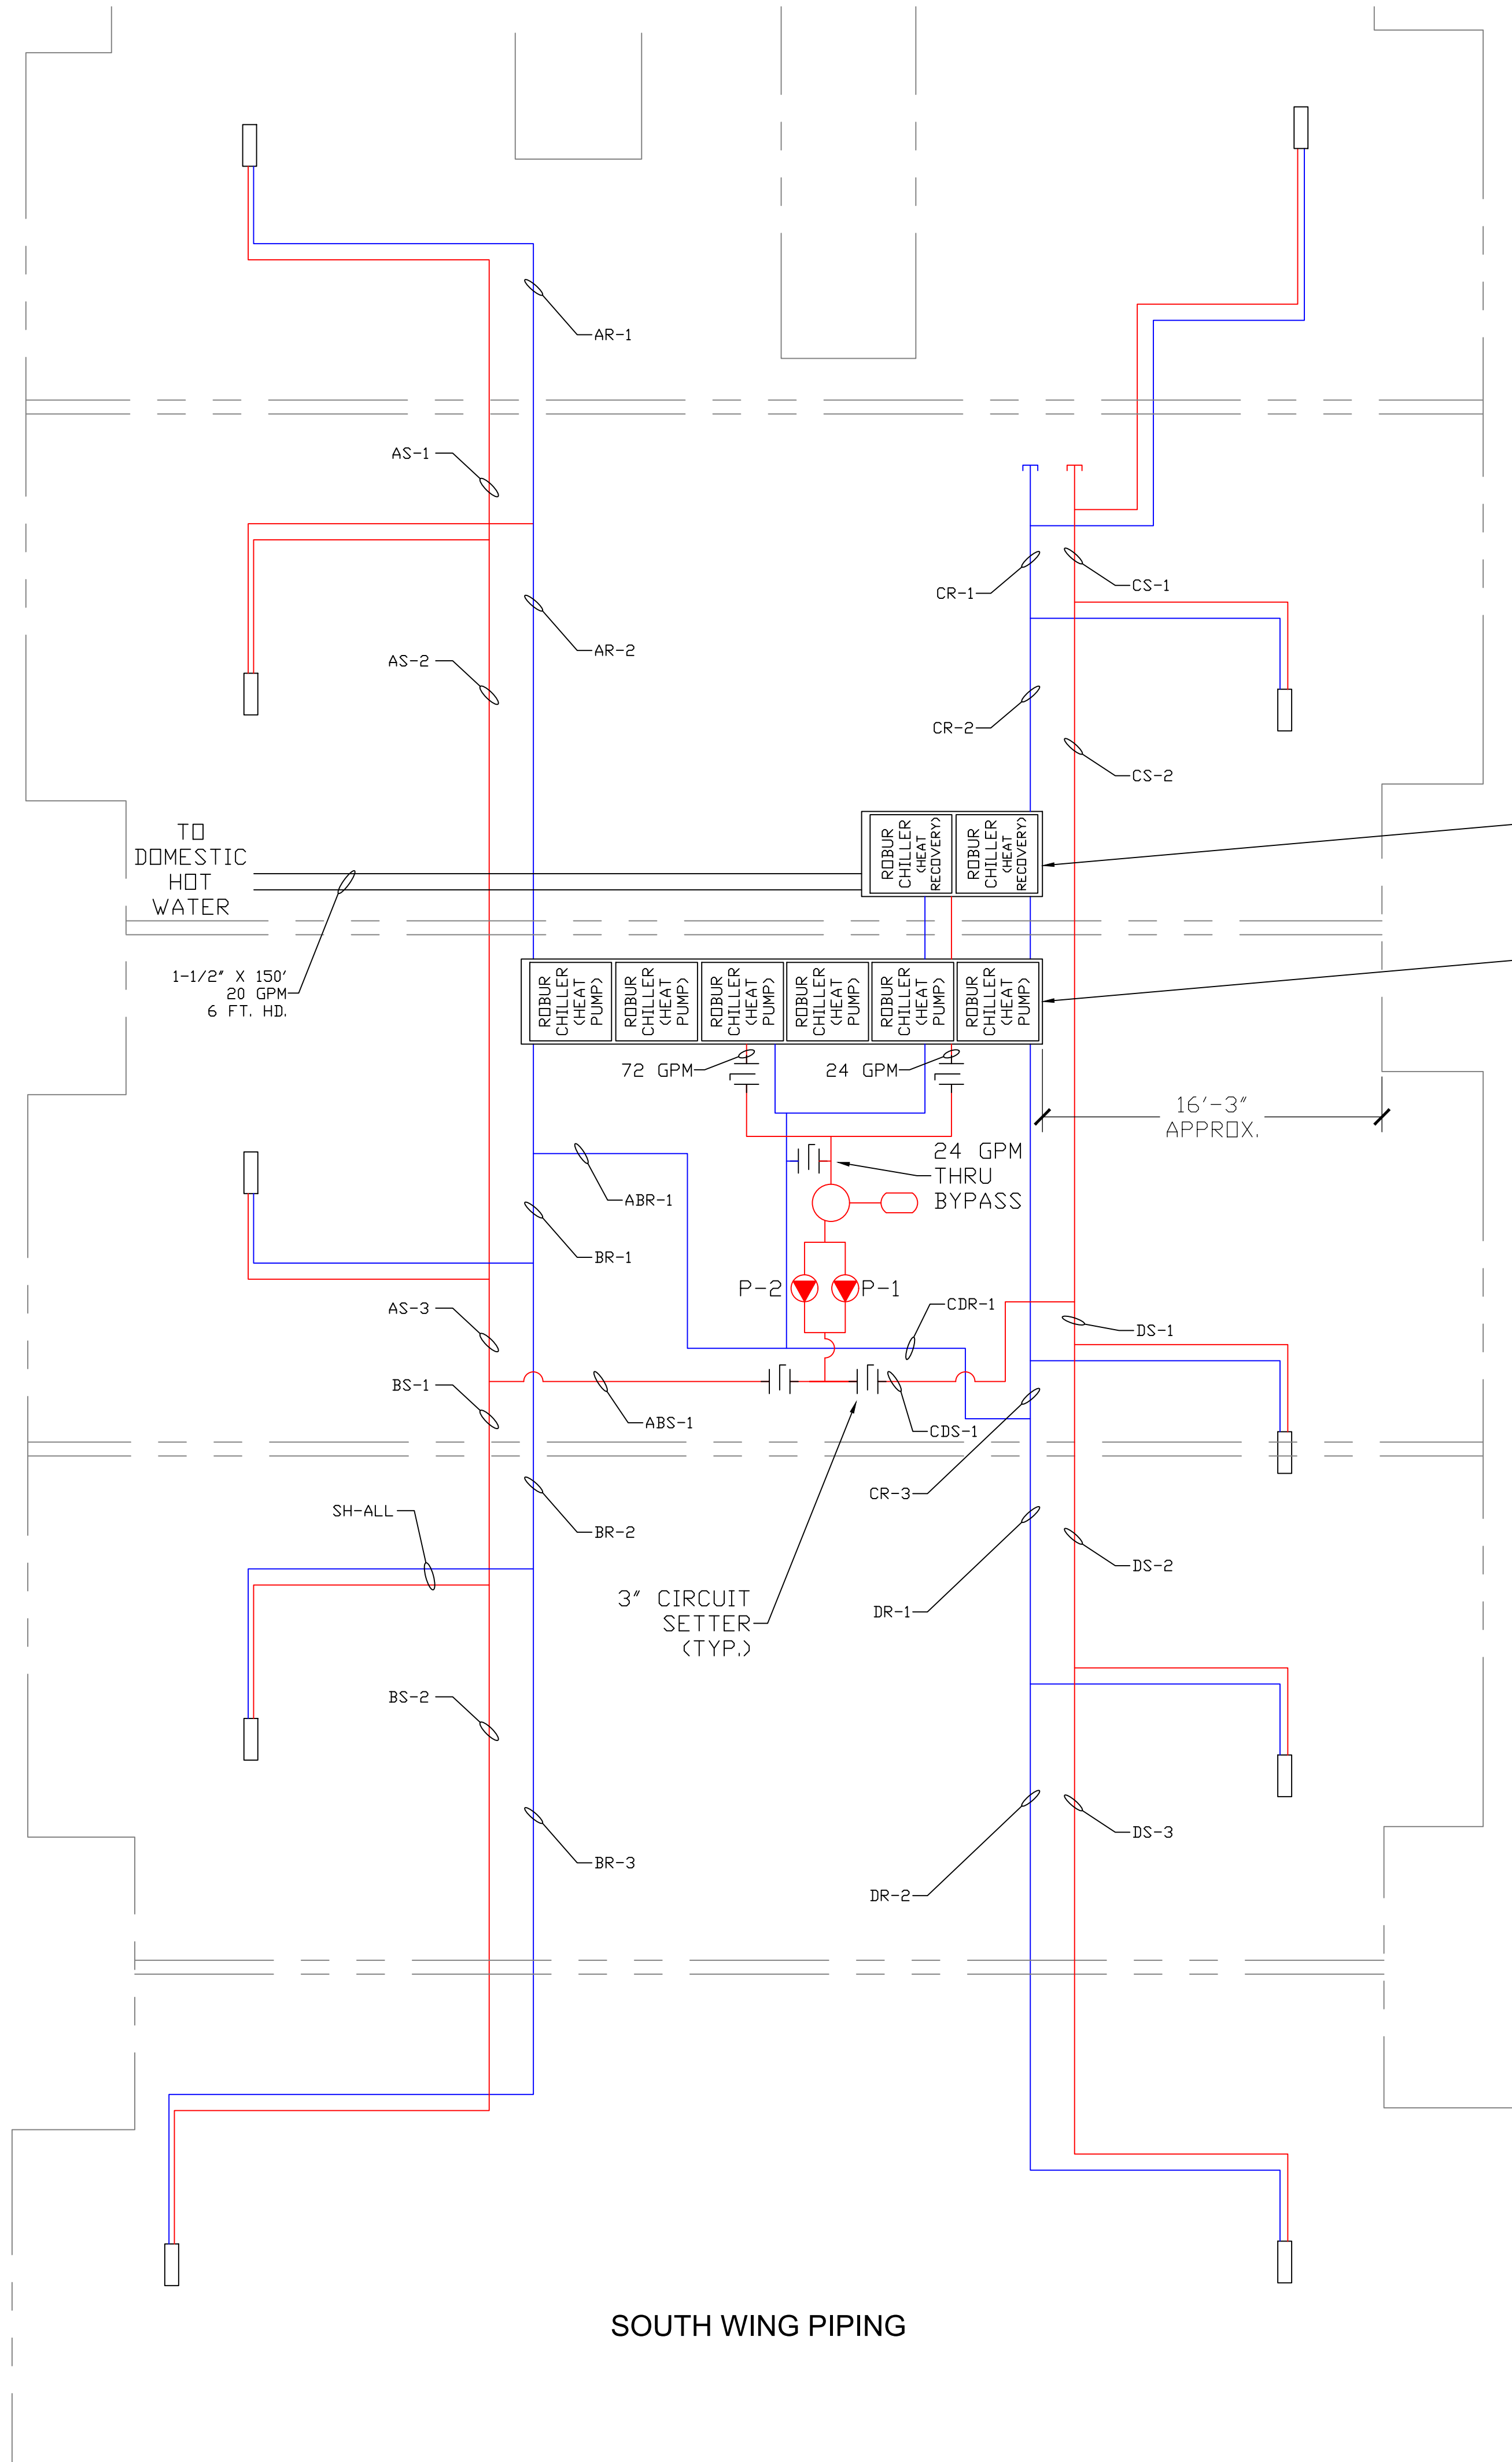 AR-1
AS-1
CR-1
CS-1
AS-2
AR-2
CR-2
CS-2
TO
DOMESTIC
HOT
WATER
ROBUR
CHILLER
(HEAT
RECOVERY)
ROBUR
CHILLER
(HEAT
RECOVERY)
1-1/2" X 150'
20 GPM
6 FT. HD.
ROBUR
CHILLER
(HEAT
PUMP)
ROBUR
CHILLER
(HEAT
PUMP)
ROBUR
CHILLER
(HEAT
PUMP)
ROBUR
CHILLER
(HEAT
PUMP)
ROBUR
CHILLER
(HEAT
PUMP)
ROBUR
CHILLER
(HEAT
PUMP)
72 GPM
24 GPM
16'-3"
APPROX.
24 GPM
THRU
BYPASS
ABR-1
BR-1
P-2
P-1
AS-3
CDR-1
DS-1
BS-1
ABS-1
CDS-1
CR-3
SH-ALL
BR-2
DS-2
3" CIRCUIT
SETTER
(TYP.)
DR-1
BS-2
DS-3
BR-3
DR-2
SOUTH WING PIPING